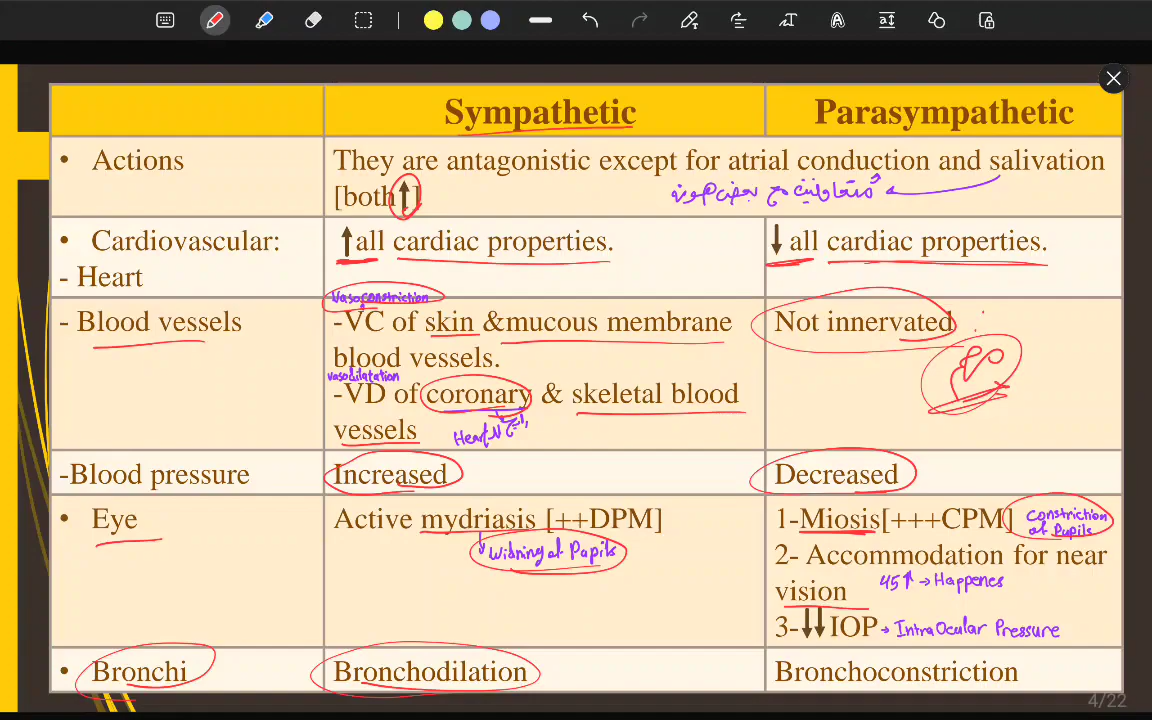 Sympathetic
Parasympathetic
• Actions
They are antagonistic except for atrial conduction and salivation
[both↑]
• Cardiovascular:
- Heart
↑all cardiac properties.
↓ all cardiac properties.
- Blood vessels
Vasoconstriction
-VC of skin &mucous membrane
blood vessels.
vasodilatation
-VD of coronary & skeletal blood
vessels
Heart
Not innervated
-Blood pressure
Increased
Decreased
• Eye
Active mydriasis [++DPM]
↓ Widning of Pupils
1-Miosis[+++CPM]
Constriction
of Pupils
2- Accommodation for near
vision
45↑ → Happenes
3-↓↓IOP → IntraOcular Pressure
• Bronchi
Bronchodilation
Bronchoconstriction
4/22